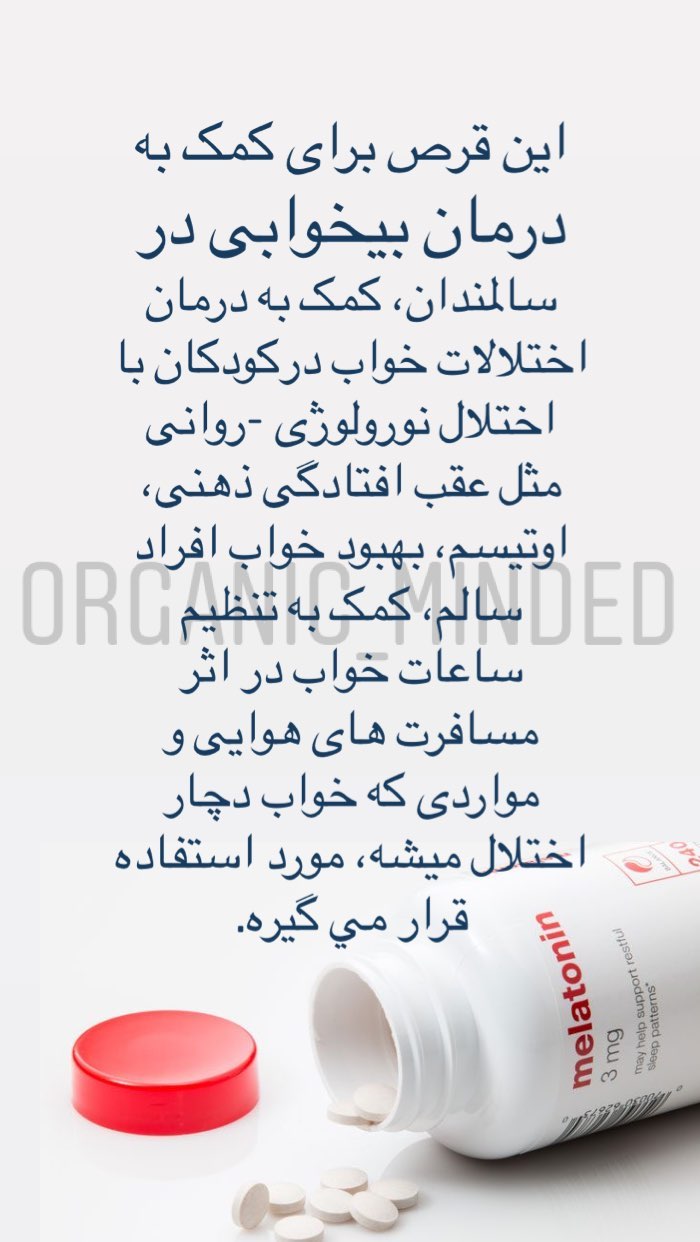 این قرص برای کمک به
درمان بیخوابی در
سالمندان، کمک به درمان
اختلالات خواب درکودکان با
اختلال نورولوژی -روانی
مثل عقب افتادگی ذهنی،
اوتیسم، بهبود خواب افراد
سالم، کمک به تنظیم
ساعات خواب در اثر
مسافرت های هوایی و
مواردی که خواب دچار
اختلال میشه، مورد استفاده
قرار مي گیره.
ORGANIC_MINDED
melatonin
3 mg
may help support restful
sleep patterns*
240
BALANCE